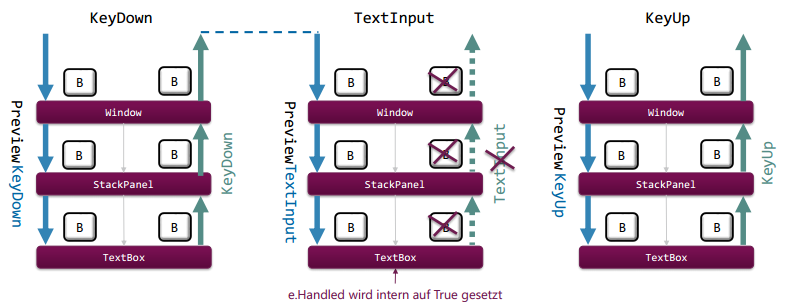 KeyDown
TextInput
KeyUp
B
B
B
B
B
B
Window
Window
Window
PreviewKeyDown
KeyDown
PreviewTextInput
TextInput
PreviewKeyUp
KeyUp
B
B
B
B
B
B
StackPanel
StackPanel
StackPanel
B
B
B
B
B
B
TextBox
TextBox
TextBox
e.Handled wird intern auf True gesetzt